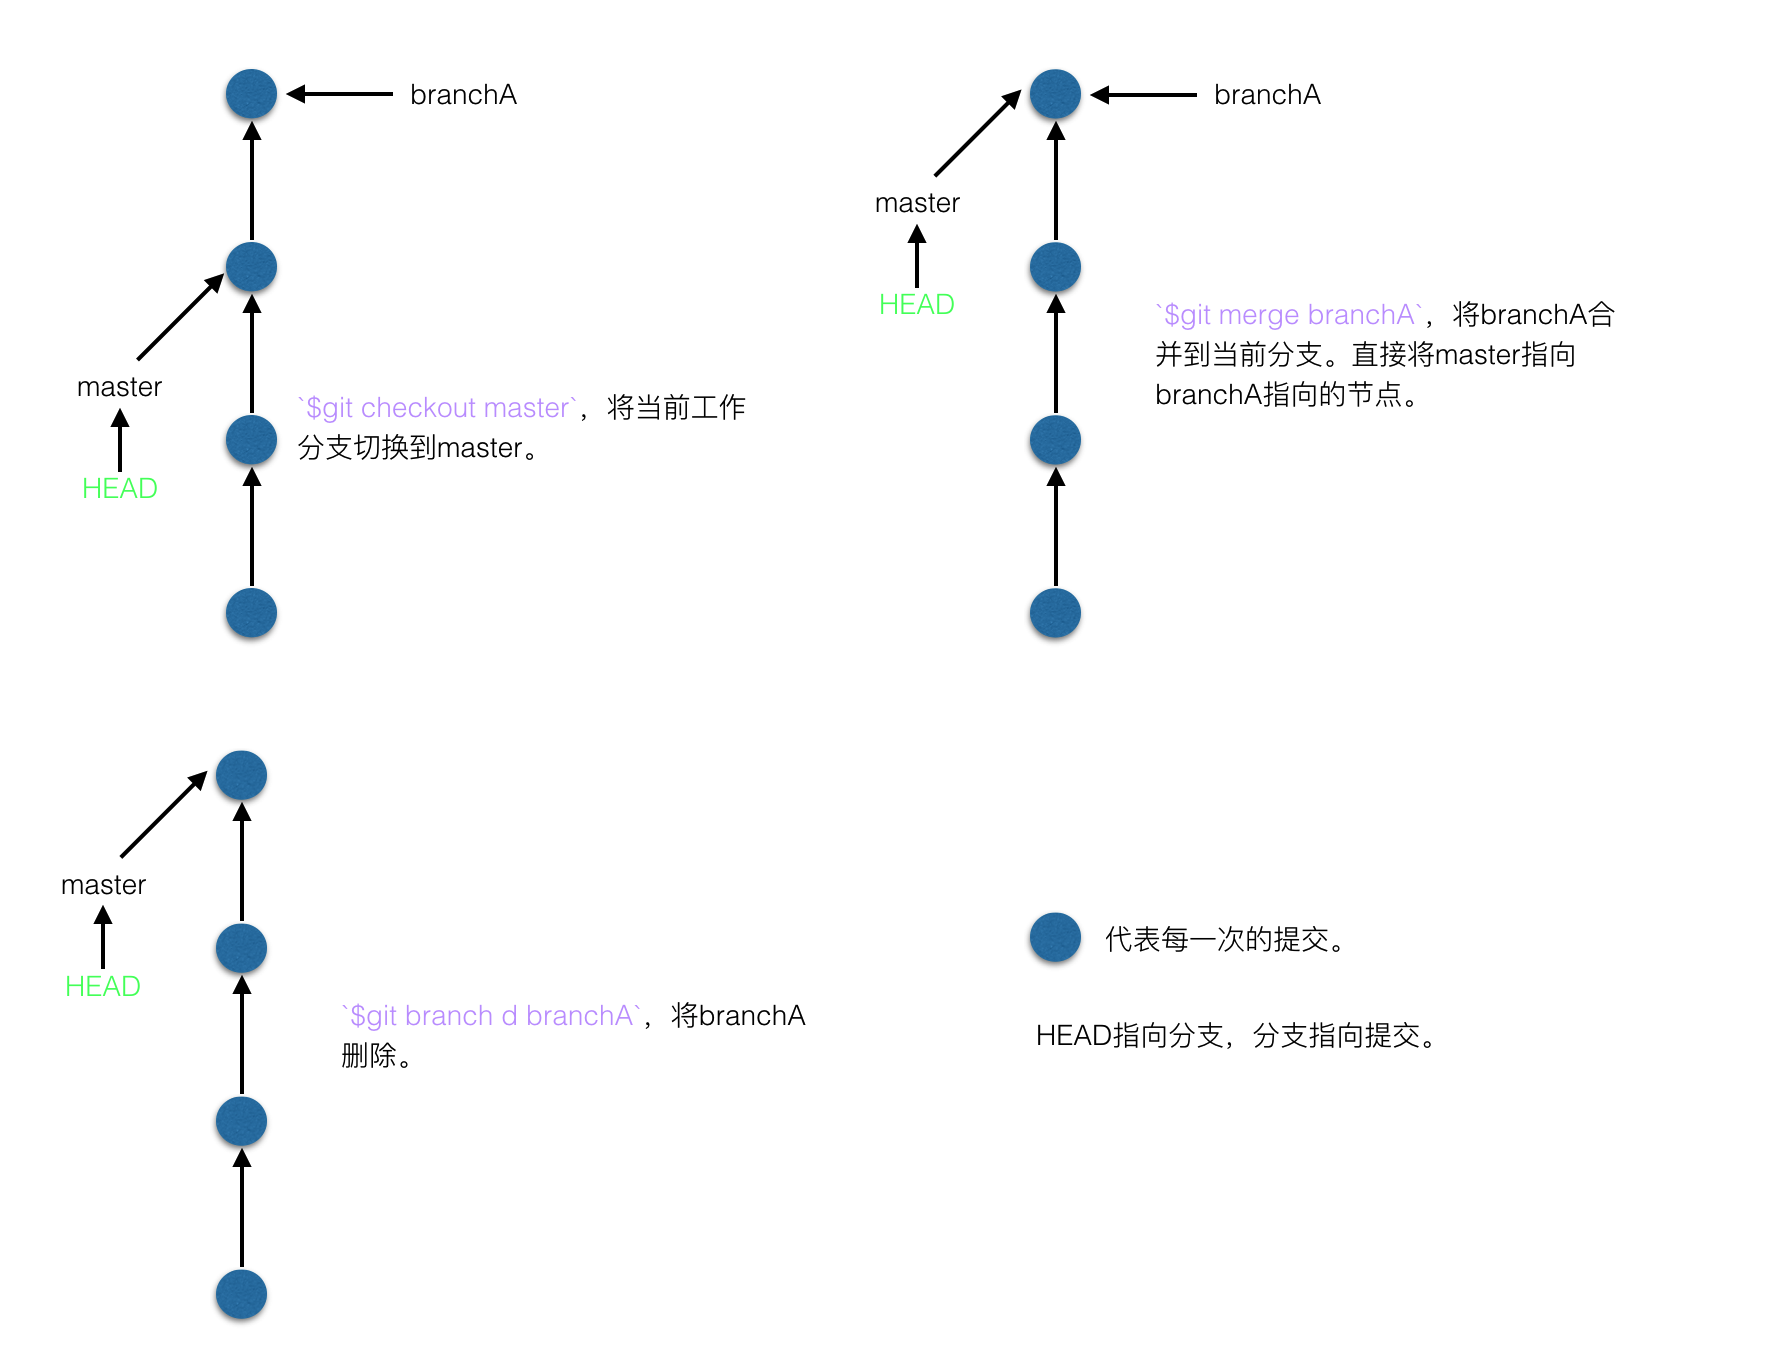 branchA
master
HEAD
`$git checkout master`，将当前工作
分支切换到master。
branchA
master
HEAD
`$git merge branchA`，将branchA合
并到当前分支。直接将master指向
branchA指向的节点。
master
HEAD
`$git branch d branchA`，将branchA
删除。
代表每一次的提交。
HEAD指向分支，分支指向提交。